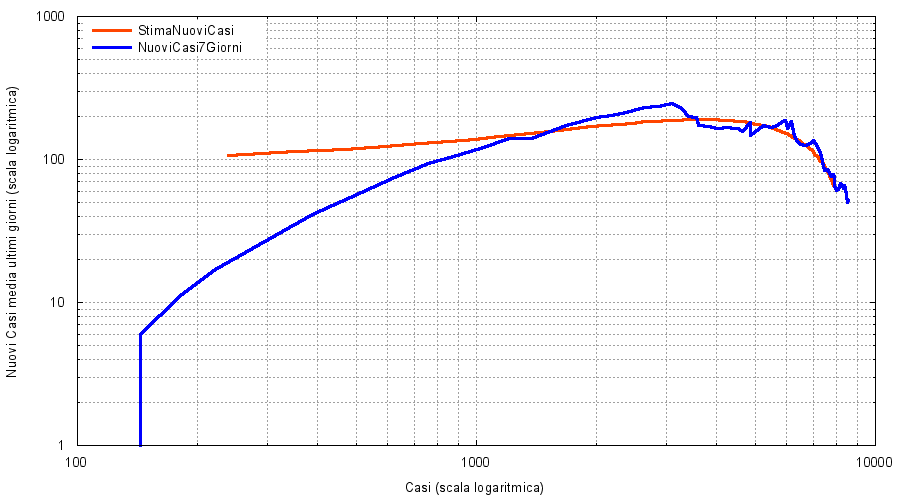 1000
StimaNuoviCasi
NuoviCasi7Giorni
100
10
1
100
1000
10000
Nuovi Casi media ultimi giorni (scala logaritmica)
Casi (scala logaritmica)